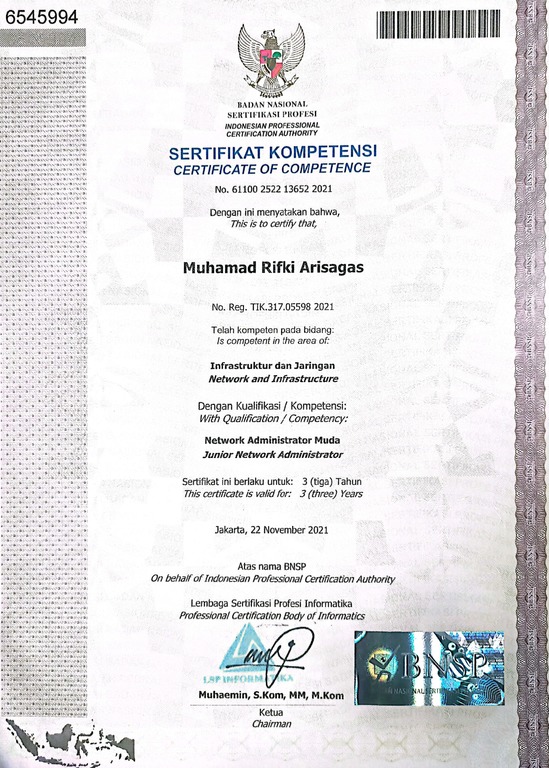 6545994
BADAN NASIONAL
SERTIFIKASI PROFESI
INDONESIAN PROFESSIONAL
CERTIFICATION AUTHORITY
SERTIFIKAT KOMPETENSI
CERTIFICATE OF COMPETENCE
No. 61100 2522 13652 2021
Dengan ini menyatakan bahwa,
This is to certify that,
Muhamad Rifki Arisagas
No. Reg. TIK.317.05598 2021
Telah kompeten pada bidang:
Is competent in the area of:
Infrastruktur dan Jaringan
Network and Infrastructure
Dengan Kualifikasi / Kompetensi:
With Qualification / Competency:
Network Administrator Muda
Junior Network Administrator
Sertifikat ini berlaku untuk: 3 (tiga) Tahun
This certificate is valid for: 3 (three) Years
Jakarta, 22 November 2021
Atas nama BNSP
On behalf of Indonesian Professional Certification Authority
Lembaga Sertifikasi Profesi Informatika
Professional Certification Body of Informatics
LSP INFORMATIKA
BNSP
Muhaemin, S.Kom, MM, M.Kom
Ketua
Chairman